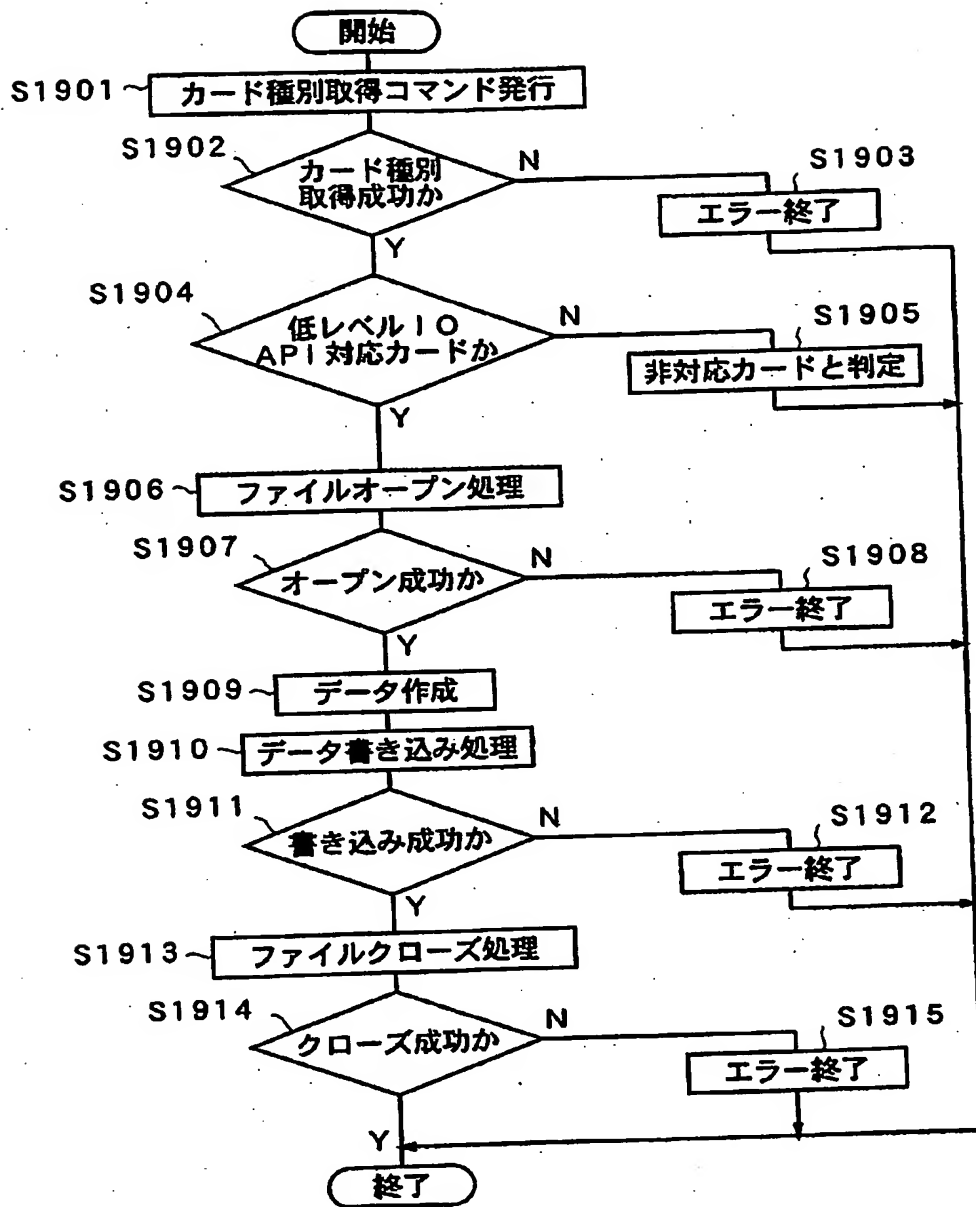 開始
S1901
カード種別取得コマンド発行
S1902
カード種別
取得成功か
N
S1903
エラー終了
Y
S1904
低レベルIO
API対応カードか
N
S1905
非対応カードと判定
Y
S1906
ファイルオープン処理
S1907
オープン成功か
N
S1908
エラー終了
Y
S1909
データ作成
S1910
データ書き込み処理
S1911
書き込み成功か
N
S1912
エラー終了
Y
S1913
ファイルクローズ処理
S1914
クローズ成功か
N
S1915
エラー終了
Y
終了